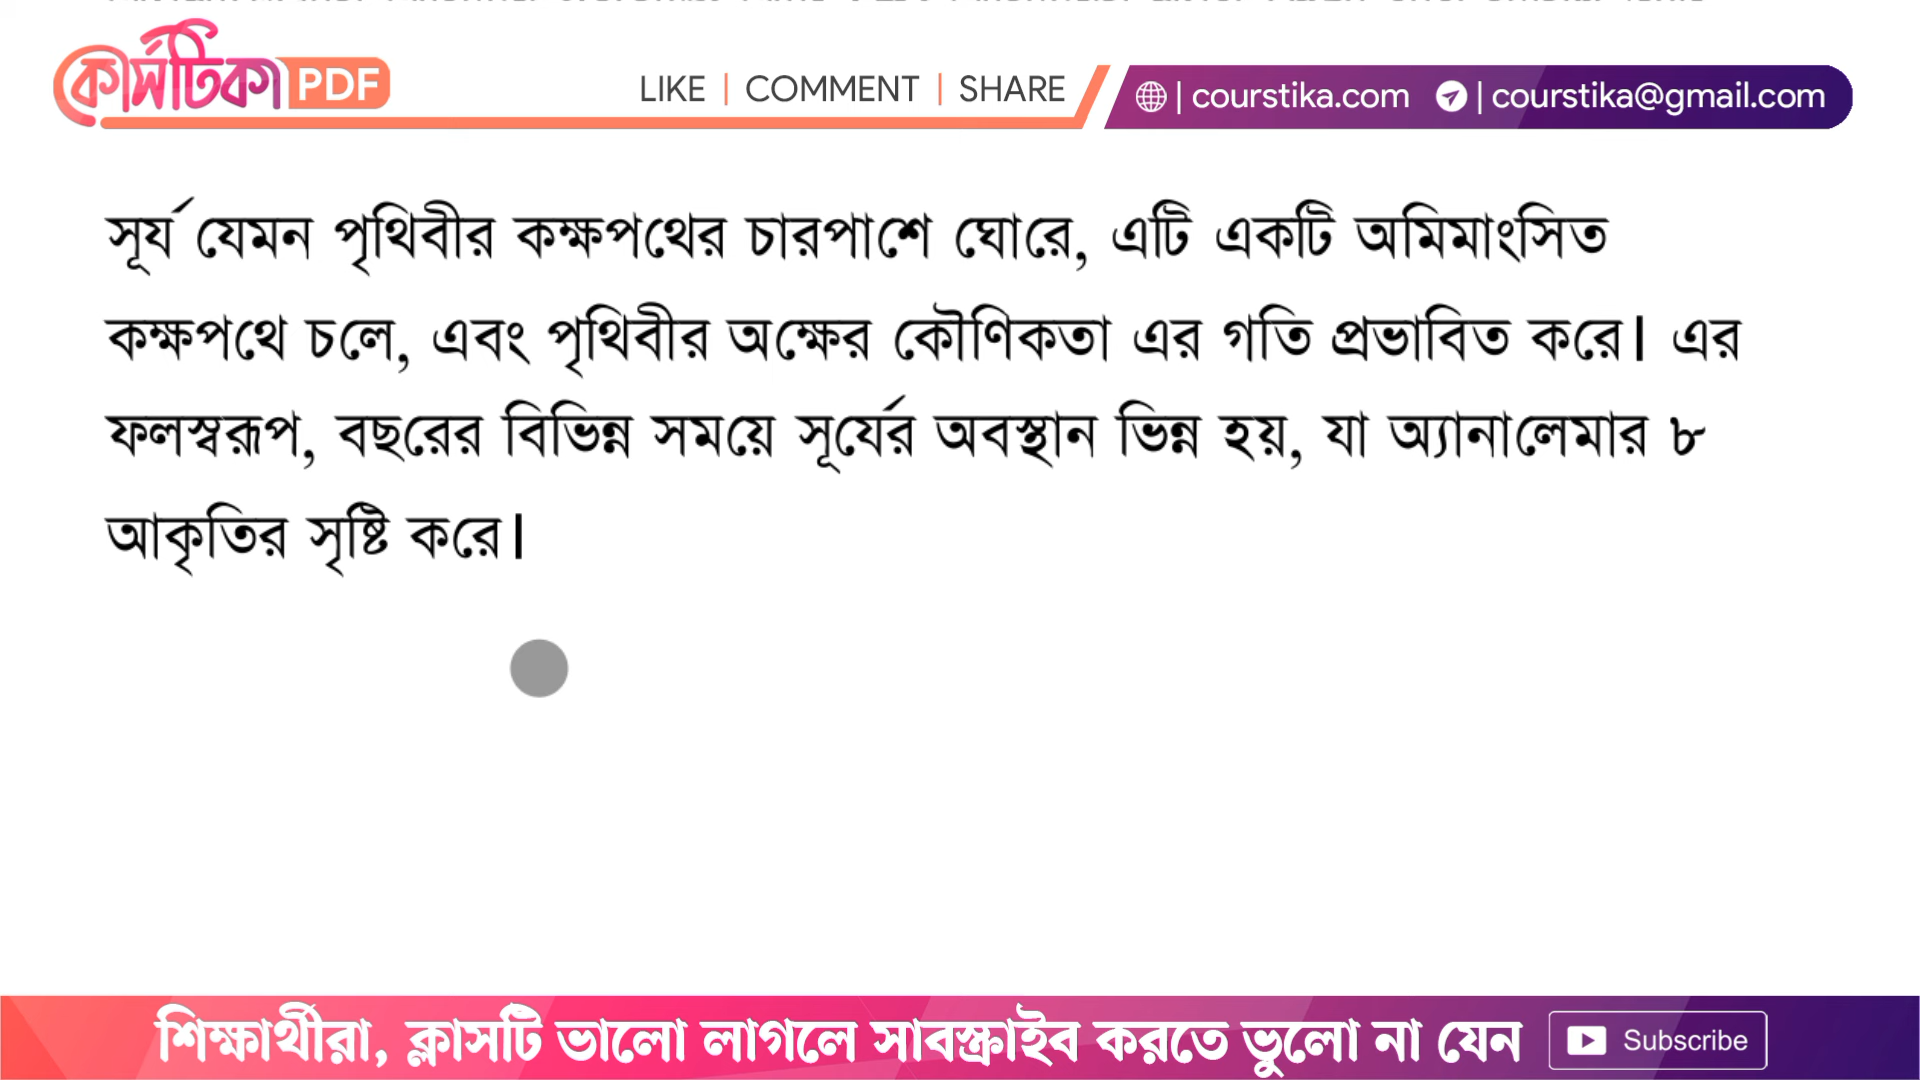 কোর্সটিকা PDF
LIKE | COMMENT | SHARE
| courstika.com | courstika@gmail.com
সূর্য যেমন পৃথিবীর কক্ষপথের চারপাশে ঘোরে, এটি একটি অমিমাংসিত
কক্ষপথে চলে, এবং পৃথিবীর অক্ষের কৌণিকতা এর গতি প্রভাবিত করে। এর
ফলস্বরূপ, বছরের বিভিন্ন সময়ে সূর্যের অবস্থান ভিন্ন হয়, যা অ্যানালেমার ৮
আকৃতির সৃষ্টি করে।
শিক্ষার্থীরা, ক্লাসটি ভালো লাগলে সাবস্ক্রাইব করতে ভুলো না যেন
Subscribe